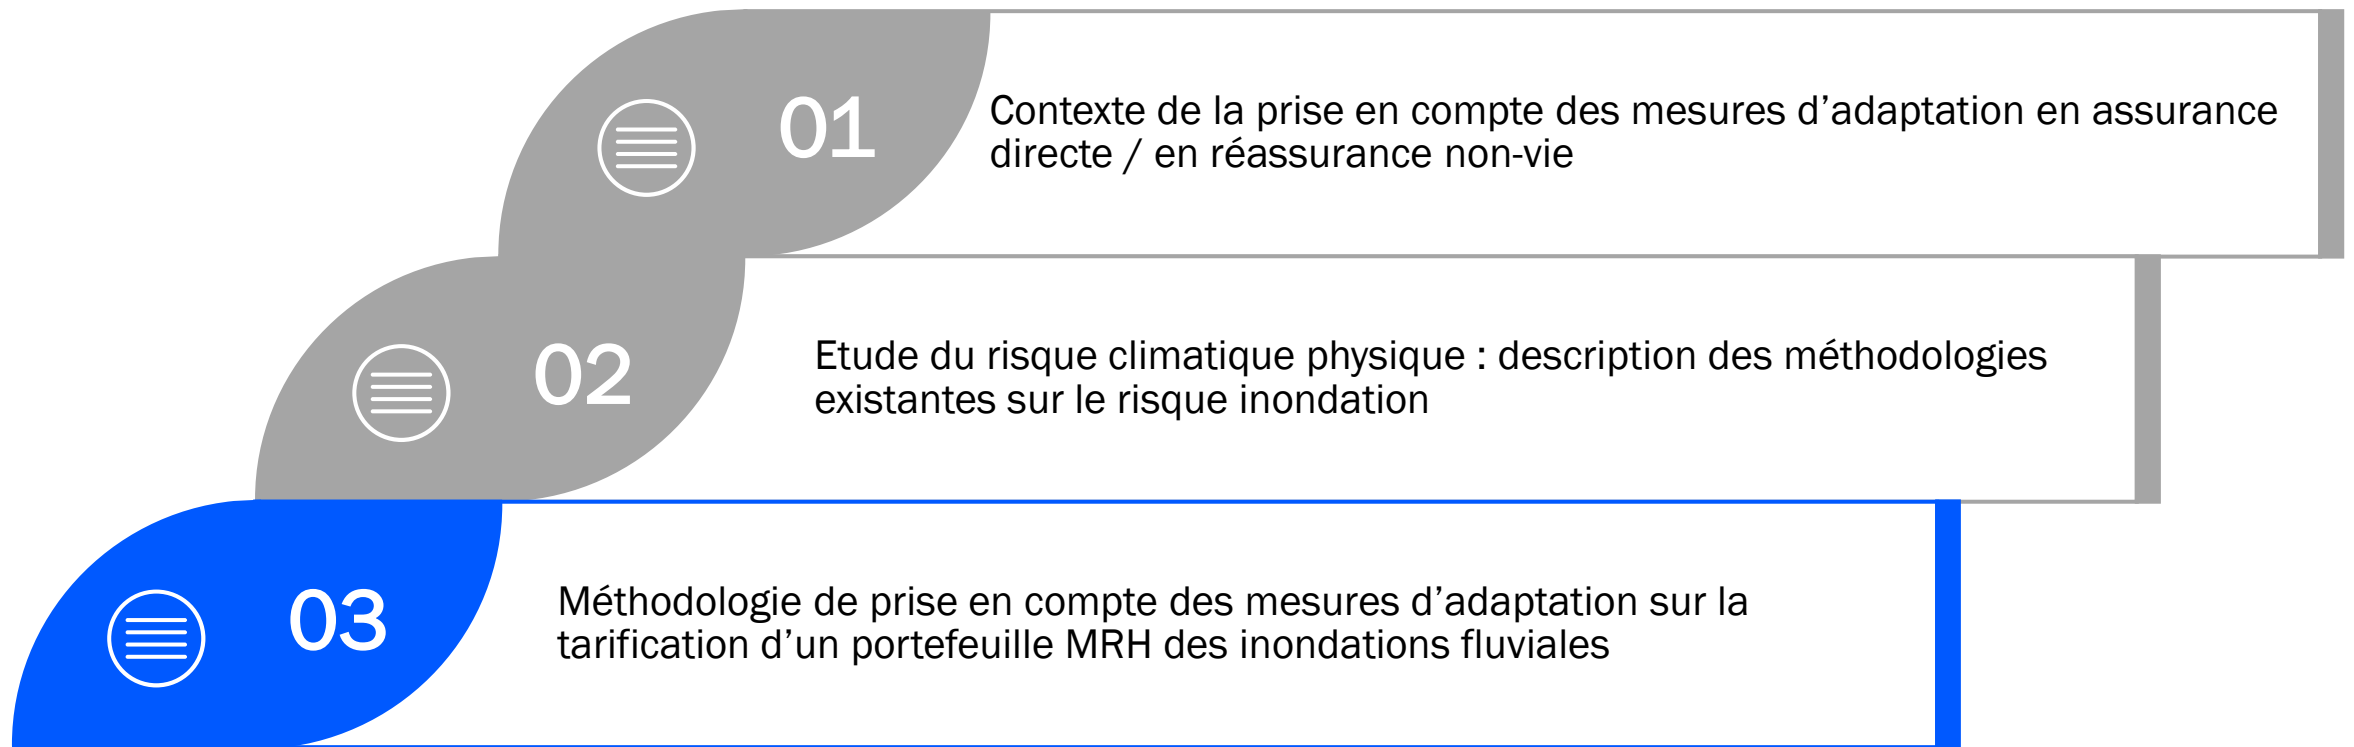 01
Contexte de la prise en compte des mesures d’adaptation en assurance
directe / en réassurance non-vie
02
Etude du risque climatique physique : description des méthodologies
existantes sur le risque inondation
03
Méthodologie de prise en compte des mesures d’adaptation sur la
tarification d’un portefeuille MRH des inondations fluviales